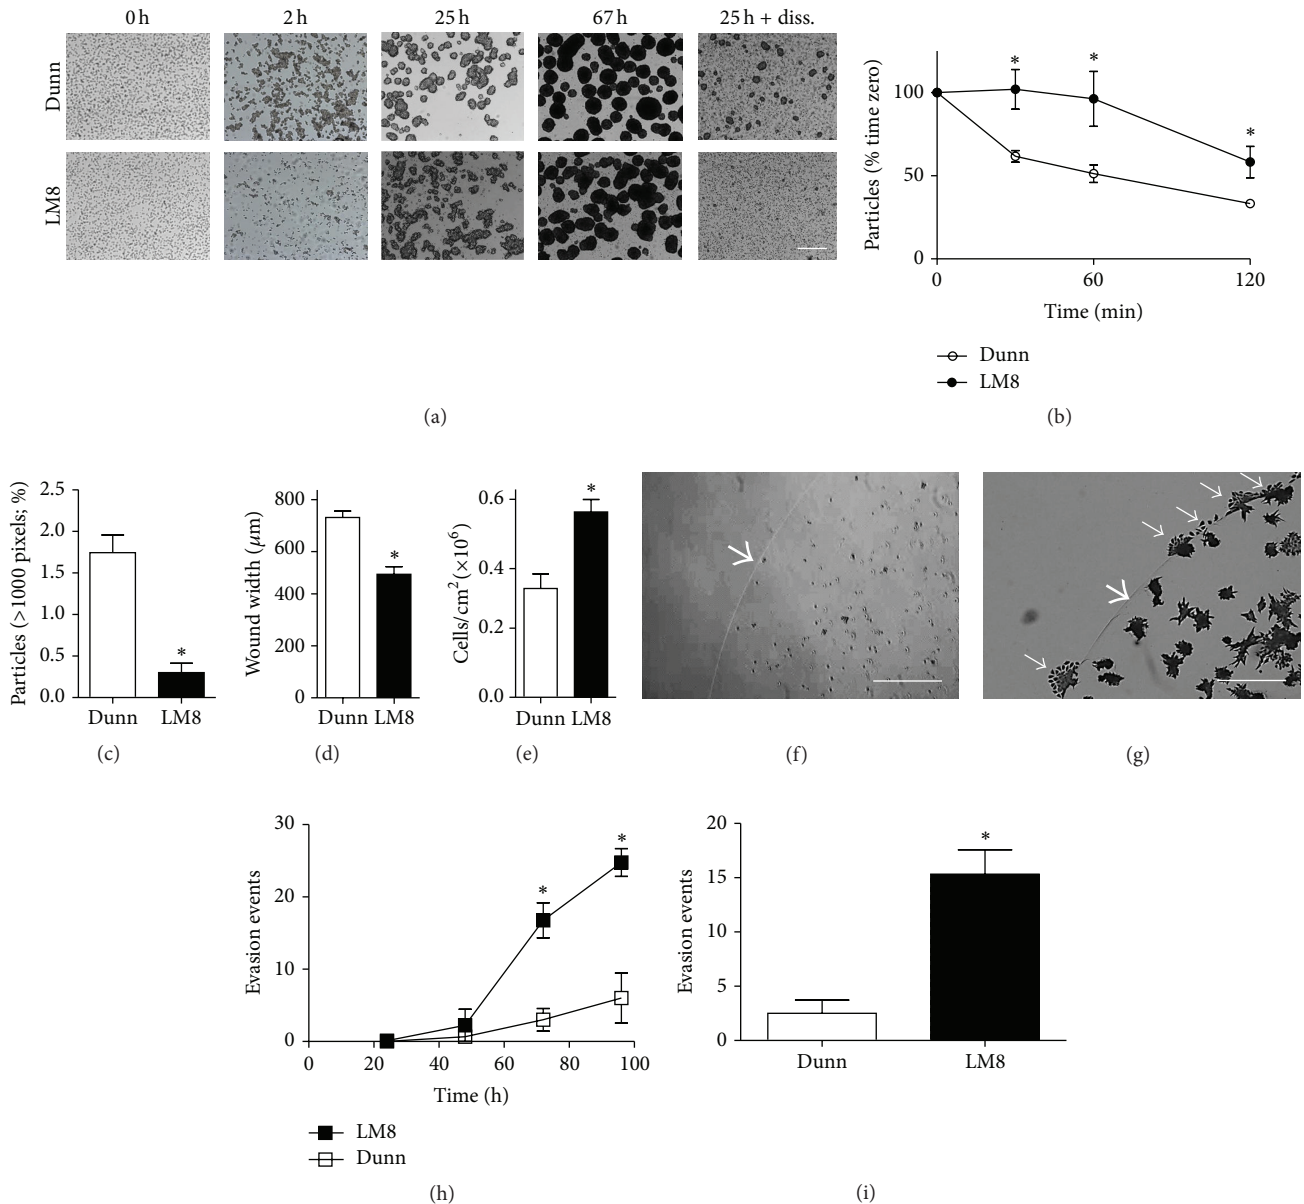 0 h 2 h 25 h 67 h 25 h + diss.
Dunn
LM8
(a)
Particles (% time zero)
100
50
0
* * *
0 60 120
Time (min)
Dunn
LM8
(b)
Particles (>1000 pixels; %)
2.5
2.0
1.5
1.0
0.5
0.0
*
Dunn LM8
(c)
Wound width (μm)
800
600
400
200
0
*
Dunn LM8
(d)
Cells/cm² (×10⁶)
0.6
0.4
0.2
0.0
*
Dunn LM8
(e)
(f)
(g)
Evasion events
30
20
10
0
* *
0 20 40 60 80 100
Time (h)
LM8
Dunn
(h)
Evasion events
20
15
10
5
0
*
Dunn LM8
(i)